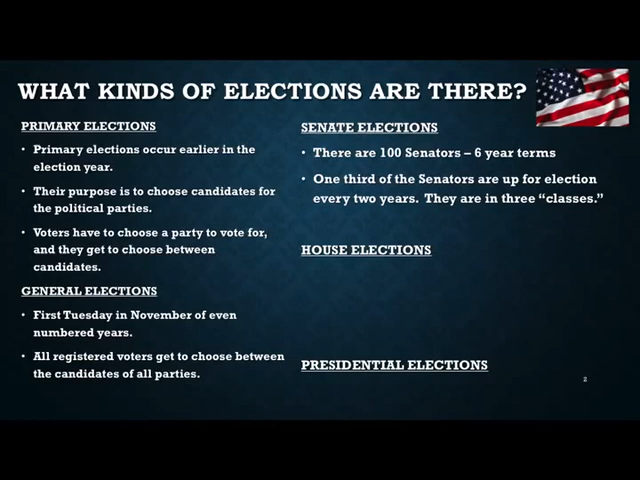 WHAT KINDS OF ELECTIONS ARE THERE?
PRIMARY ELECTIONS
• Primary elections occur earlier in the
election year.
• Their purpose is to choose candidates for
the political parties.
• Voters have to choose a party to vote for,
and they get to choose between
candidates.
GENERAL ELECTIONS
• First Tuesday in November of even
numbered years.
• All registered voters get to choose between
the candidates of all parties.
SENATE ELECTIONS
• There are 100 Senators – 6 year terms
• One third of the Senators are up for election
every two years. They are in three “classes.”
HOUSE ELECTIONS
PRESIDENTIAL ELECTIONS
2